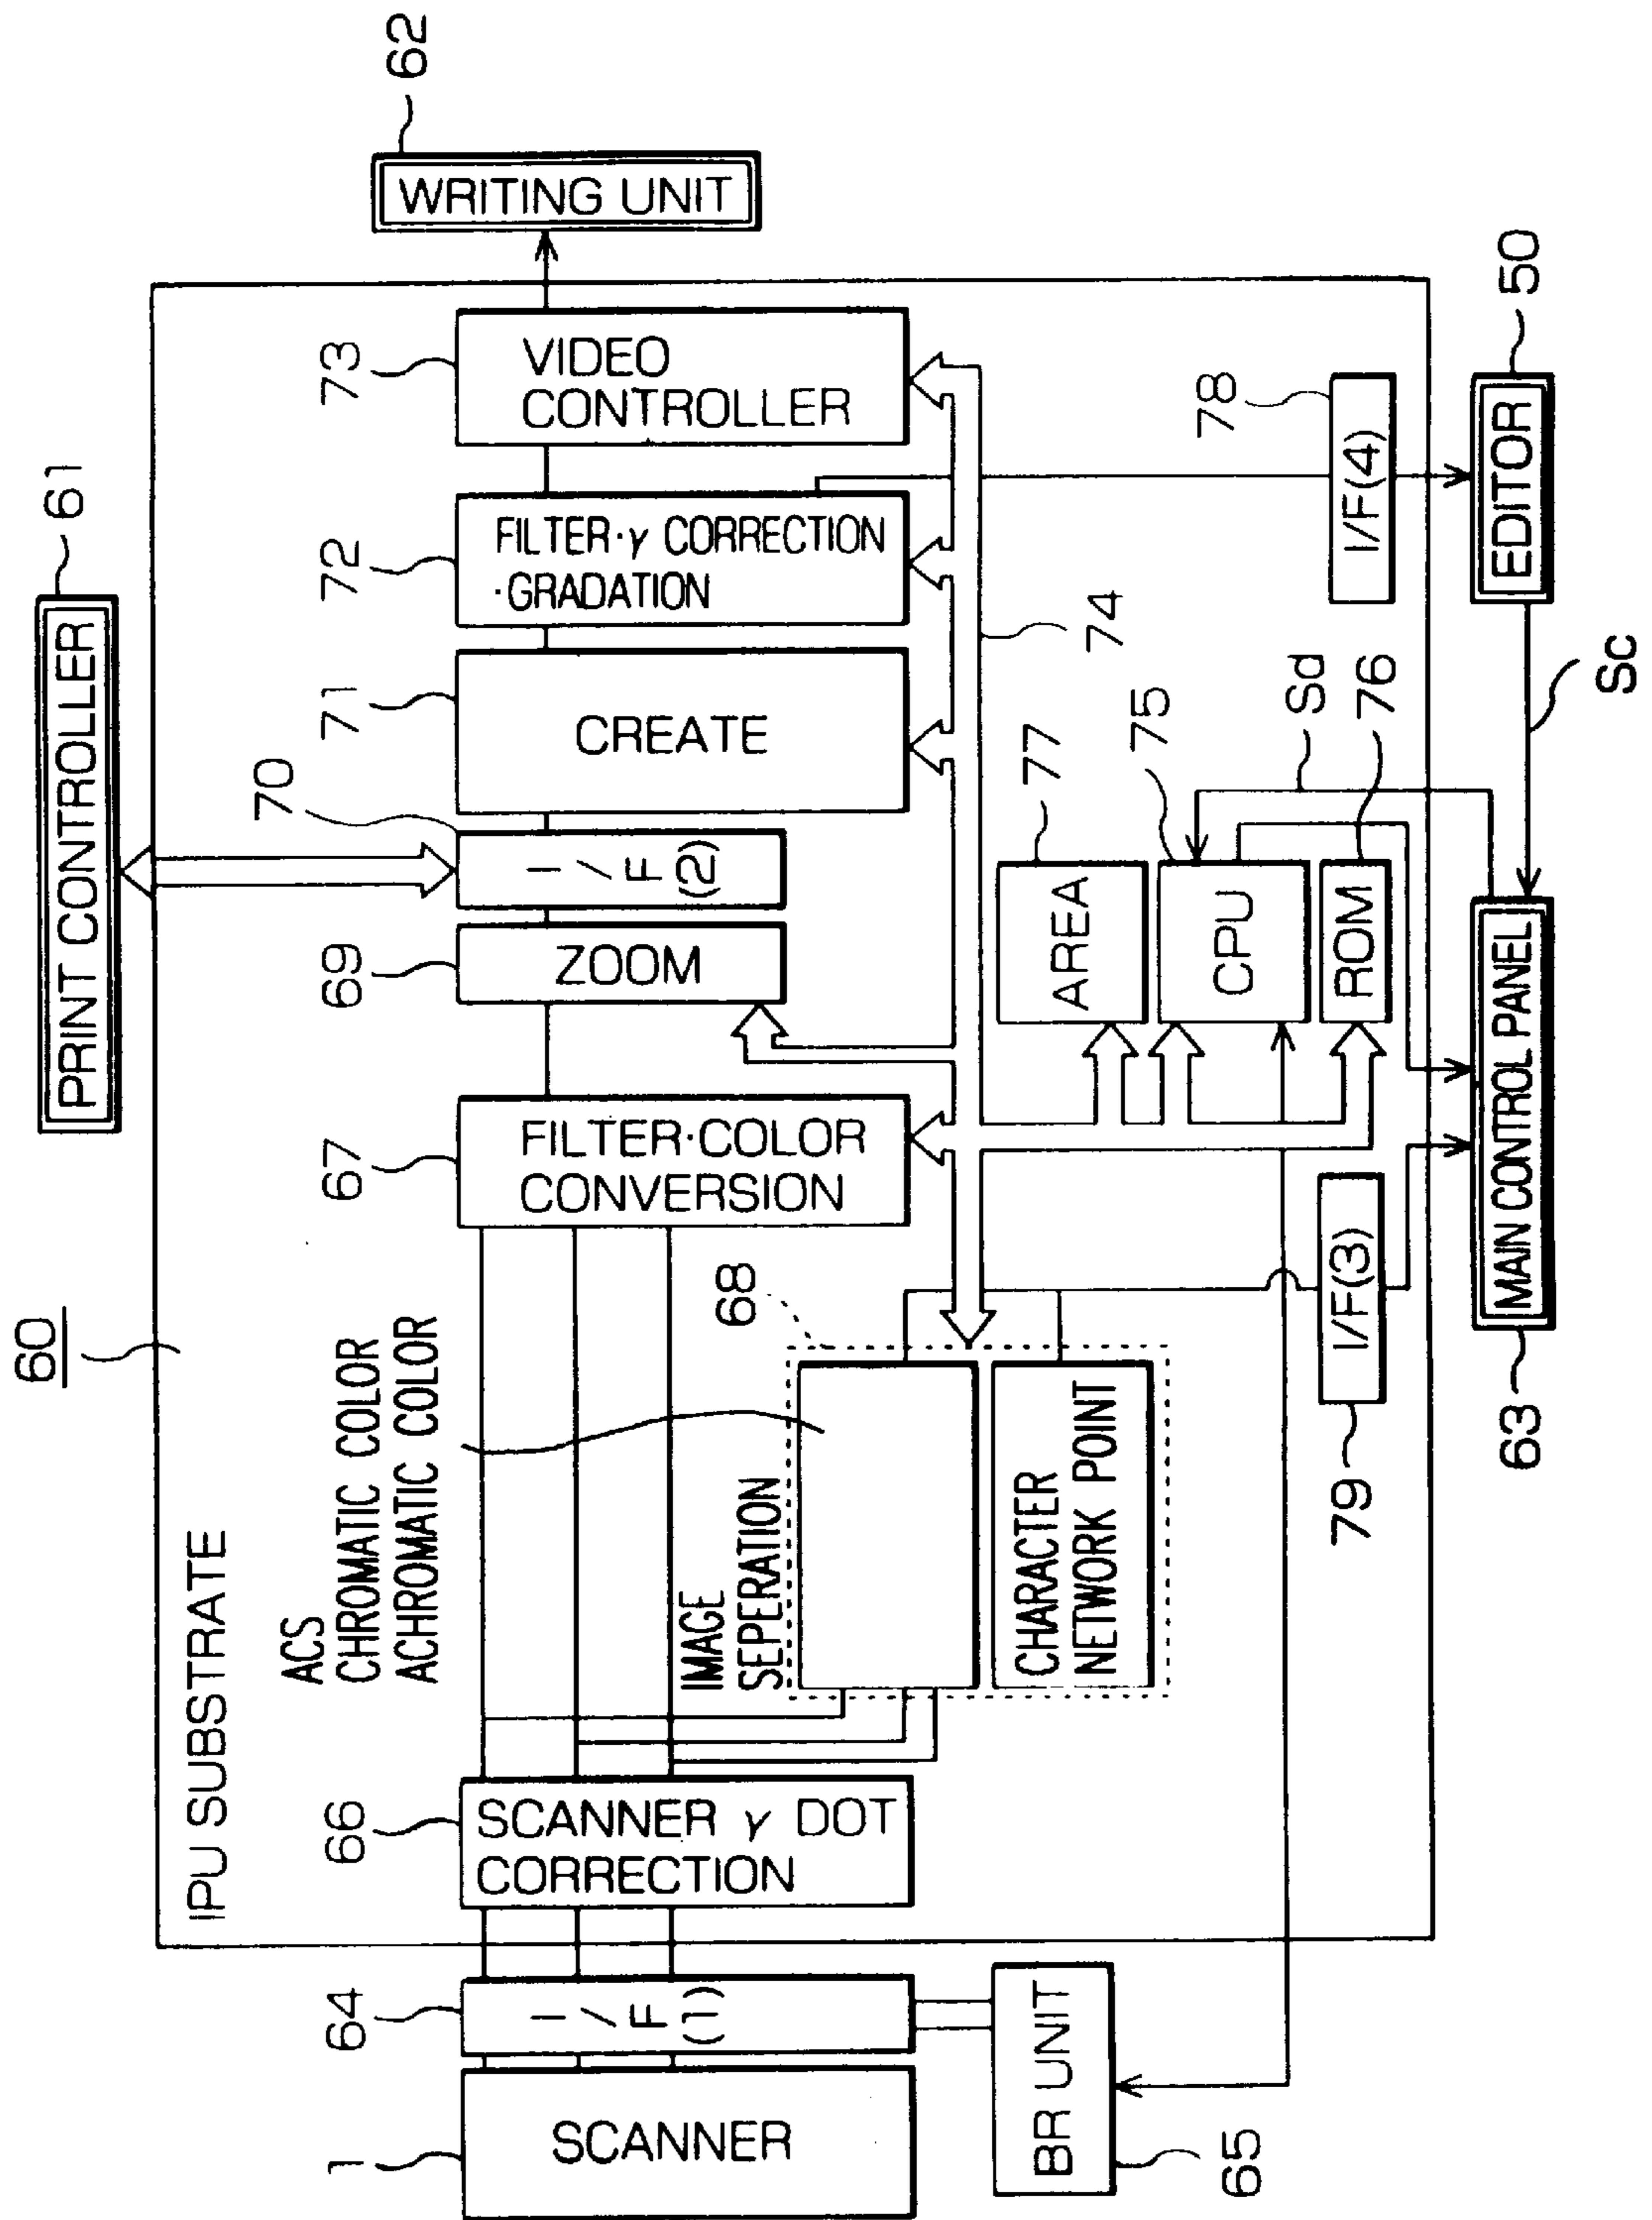 60
IPU SUBSTRATE
PRINT CONTROLLER
61
WRITING UNIT
62
1
SCANNER
64
I/F(1)
BR UNIT
65
66
SCANNER γ DOT
CORRECTION
ACS
CHROMATIC COLOR
ACHROMATIC COLOR
IMAGE
SEPERATION
68
CHARACTER
NETWORK POINT
67
FILTER·COLOR
CONVERSION
69
ZOOM
70
I/F(2)
71
CREATE
72
FILTER·γ CORRECTION
·GRADATION
73
VIDEO
CONTROLLER
74
77
AREA
75
CPU
Sd
76
ROM
78
I/F(4)
79
I/F(3)
63
MAIN CONTROL PANEL
Sc
EDITOR
50